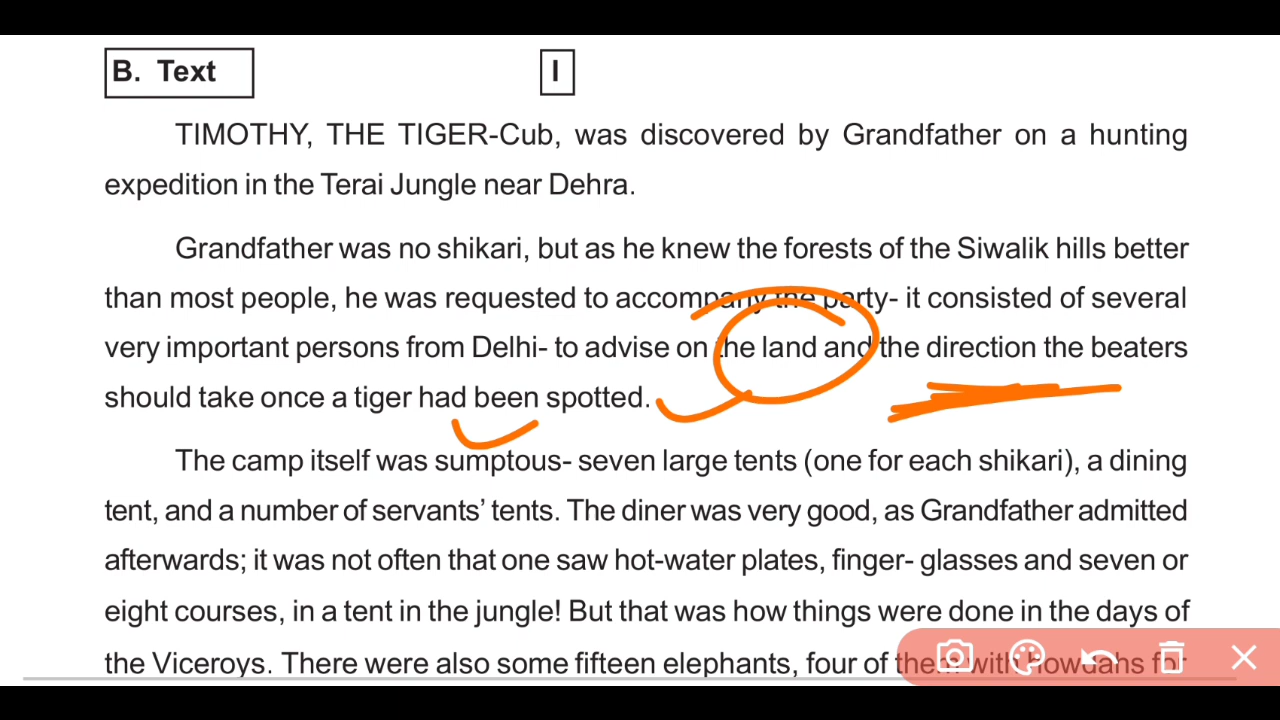 B. Text
I
TIMOTHY, THE TIGER-Cub, was discovered by Grandfather on a hunting
expedition in the Terai Jungle near Dehra.
Grandfather was no shikari, but as he knew the forests of the Siwalik hills better
than most people, he was requested to accompany the party- it consisted of several
very important persons from Delhi- to advise on the land and the direction the beaters
should take once a tiger had been spotted.
The camp itself was sumptous- seven large tents (one for each shikari), a dining
tent, and a number of servants’ tents. The diner was very good, as Grandfather admitted
afterwards; it was not often that one saw hot-water plates, finger- glasses and seven or
eight courses, in a tent in the jungle! But that was how things were done in the days of
the Viceroys. There were also some fifteen elephants, four of them with howdahs for